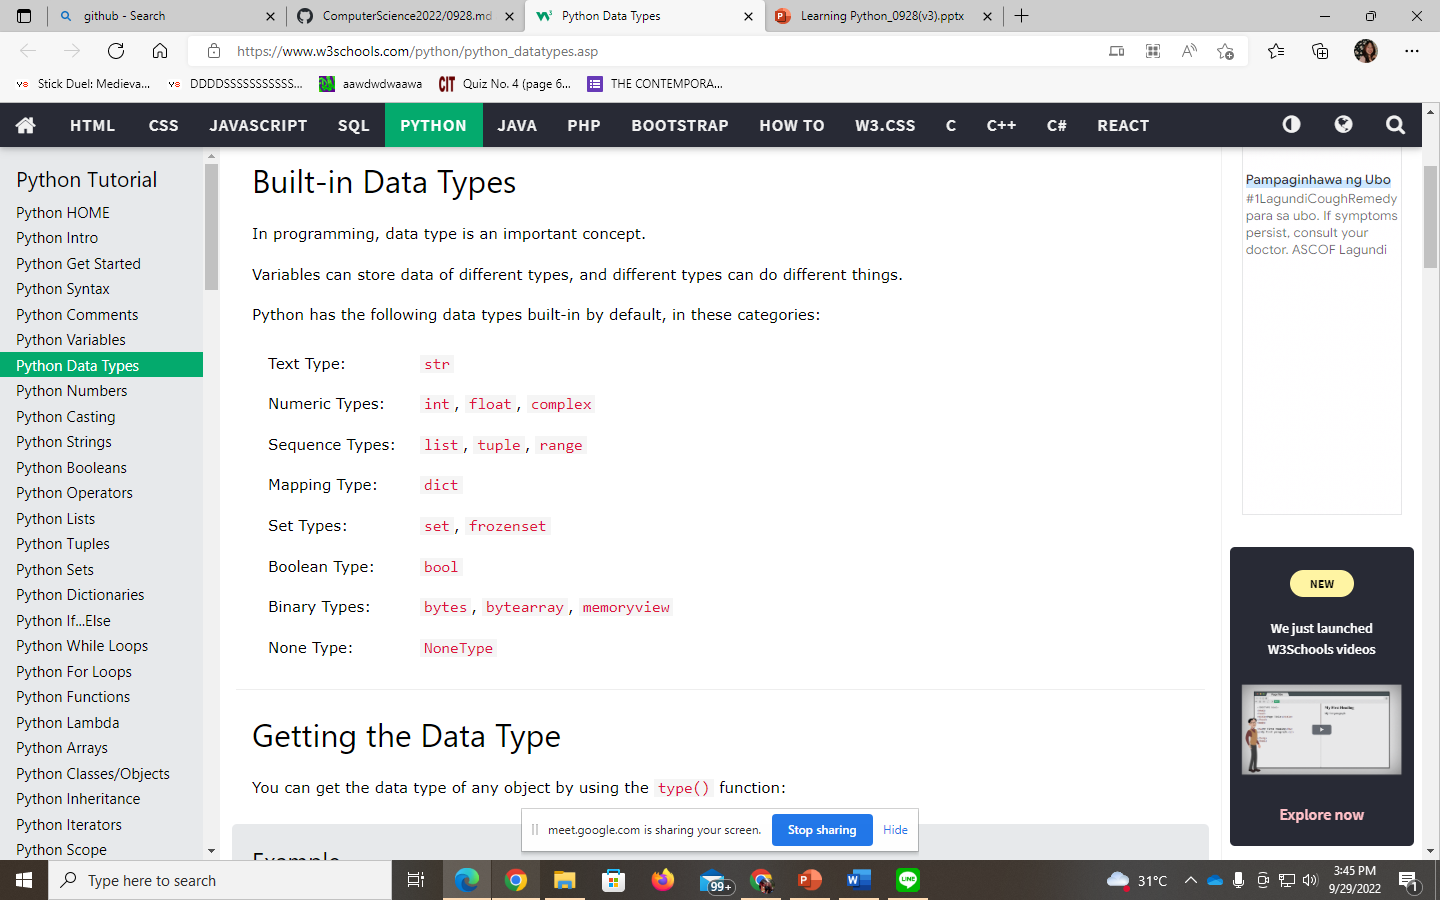 github - Search
ComputerScience2022/0928.md
Python Data Types
Learning Python_0928(v3).pptx
https://www.w3schools.com/python/python_datatypes.asp
Stick Duel: Medieva...
DDDDSSSSSSSSSSS...
aawdwdwaawa
CIT
Quiz No. 4 (page 6...
THE CONTEMPORA...
HTML
CSS
JAVASCRIPT
SQL
PYTHON
JAVA
PHP
BOOTSTRAP
HOW TO
W3.CSS
C
C++
C#
REACT
Python Tutorial
Python HOME
Python Intro
Python Get Started
Python Syntax
Python Comments
Python Variables
Python Data Types
Python Numbers
Python Casting
Python Strings
Python Booleans
Python Operators
Python Lists
Python Tuples
Python Sets
Python Dictionaries
Python If...Else
Python While Loops
Python For Loops
Python Functions
Python Lambda
Python Arrays
Python Classes/Objects
Python Inheritance
Python Iterators
Python Scope
Built-in Data Types
In programming, data type is an important concept.
Variables can store data of different types, and different types can do different things.
Python has the following data types built-in by default, in these categories:
Text Type: str
Numeric Types: int, float, complex
Sequence Types: list, tuple, range
Mapping Type: dict
Set Types: set, frozenset
Boolean Type: bool
Binary Types: bytes, bytearray, memoryview
None Type: NoneType
Getting the Data Type
You can get the data type of any object by using the type() function:
Example
Pampaginhawa ng Ubo
#1LagundiCoughRemedy
para sa ubo. If symptoms
persist, consult your
doctor. ASCOF Lagundi
NEW
We just launched
W3Schools videos
Explore now
meet.google.com is sharing your screen.
Stop sharing
Hide
Type here to search
99+
LINE
31°C
3:45 PM
9/29/2022
1